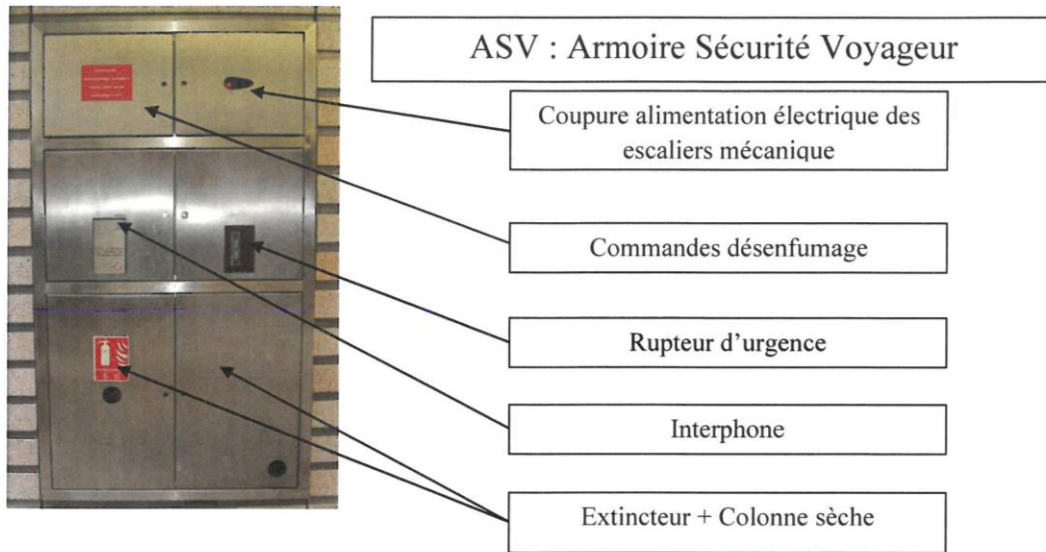 ASV : Armoire Sécurité Voyageur
Coupure alimentation électrique des
escaliers mécanique
Commandes désenfumage
Rupteur d'urgence
Interphone
Extincteur + Colonne sèche